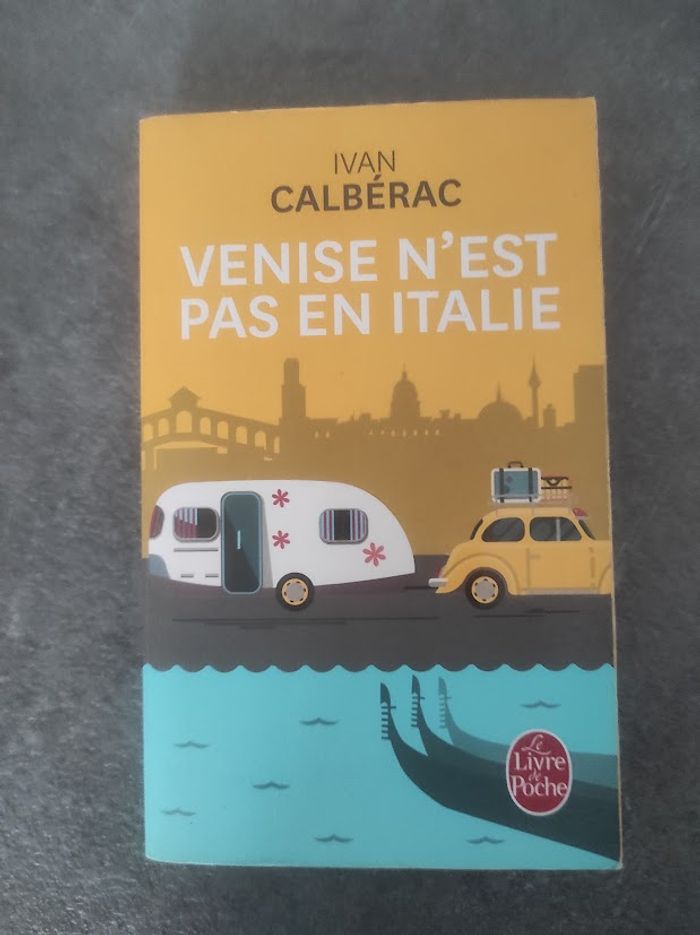 IVAN
CALBÉRAC
VENISE N'EST
PAS EN ITALIE
Le
Livre
de
Poche